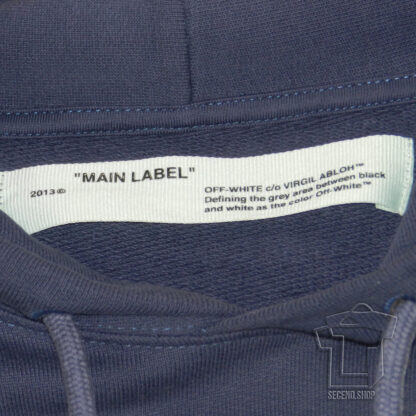 "MAIN LABEL"
2013©
OFF-WHITE c/o VIRGIL ABLOH™
Defining the grey area between black
and white as the color Off-White™
SECEND.SHOP